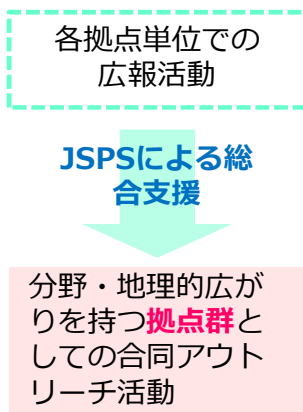 各拠点単位での
広報活動
JSPSによる総
合支援
分野・地理的広が
りを持つ拠点群と
しての合同アウト
リーチ活動